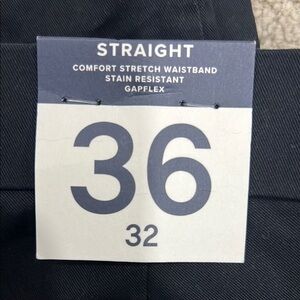 STRAIGHT
COMFORT STRETCH WAISTBAND
STAIN RESISTANT
GAPFLEX
36
32